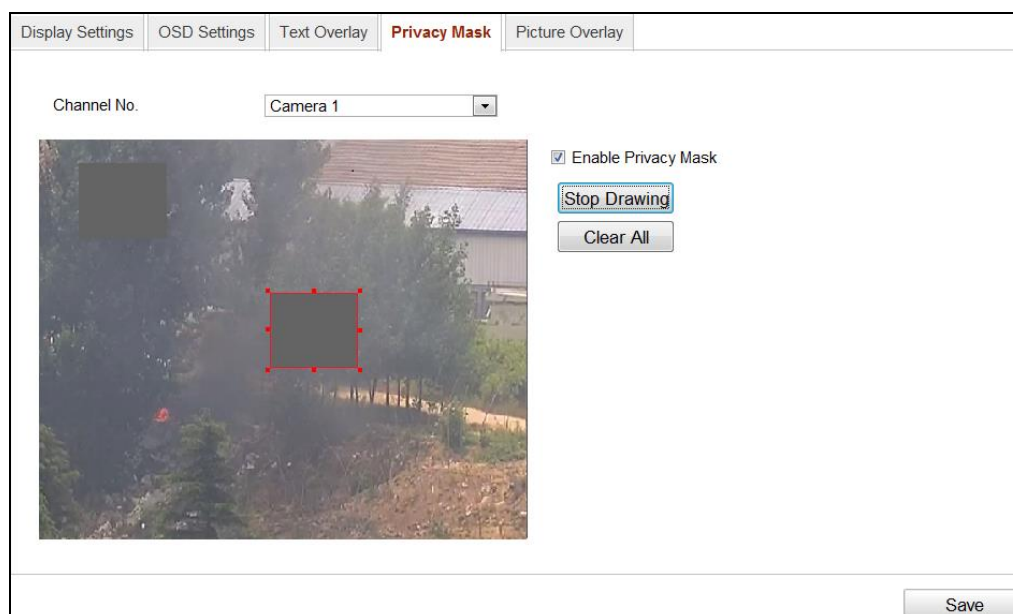 Display Settings OSD Settings Text Overlay Privacy Mask Picture Overlay
Channel No. Camera 1
Enable Privacy Mask
Stop Drawing
Clear All
Save